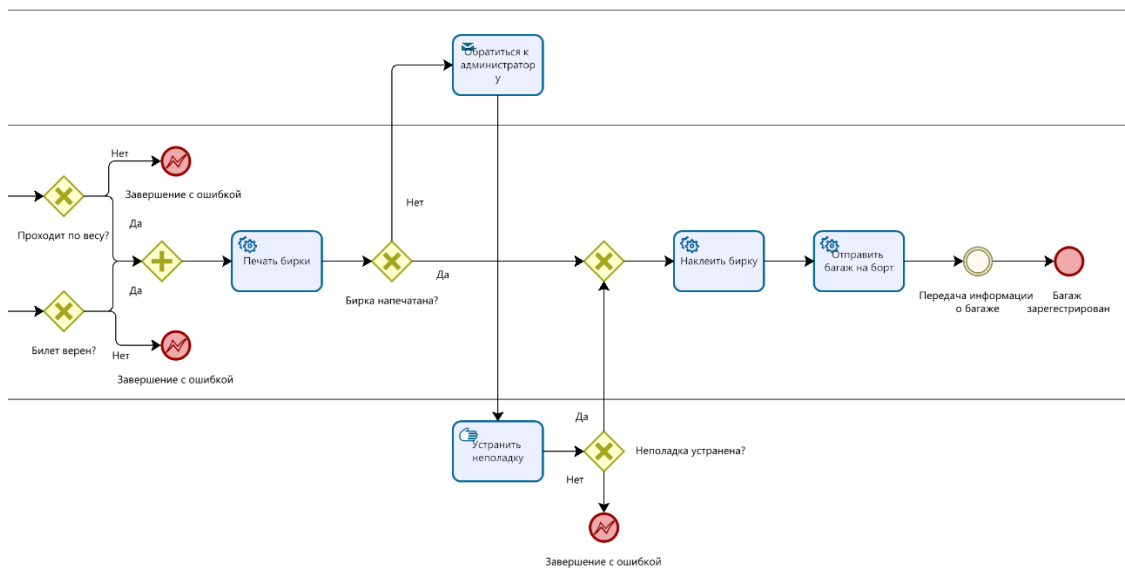 Обратиться к
администратор
у
Нет
Завершение с ошибкой
Проходит по весу?
Да
Нет
Печать бирки
Да
Наклеить бирку
Отправить
багаж на борт
Да
Бирка напечатана?
Передача информации
о багаже
Багаж
зарегестрирован
Билет верен?
Нет
Завершение с ошибкой
Да
Устранить
неполадку
Неполадка устранена?
Нет
Завершение с ошибкой